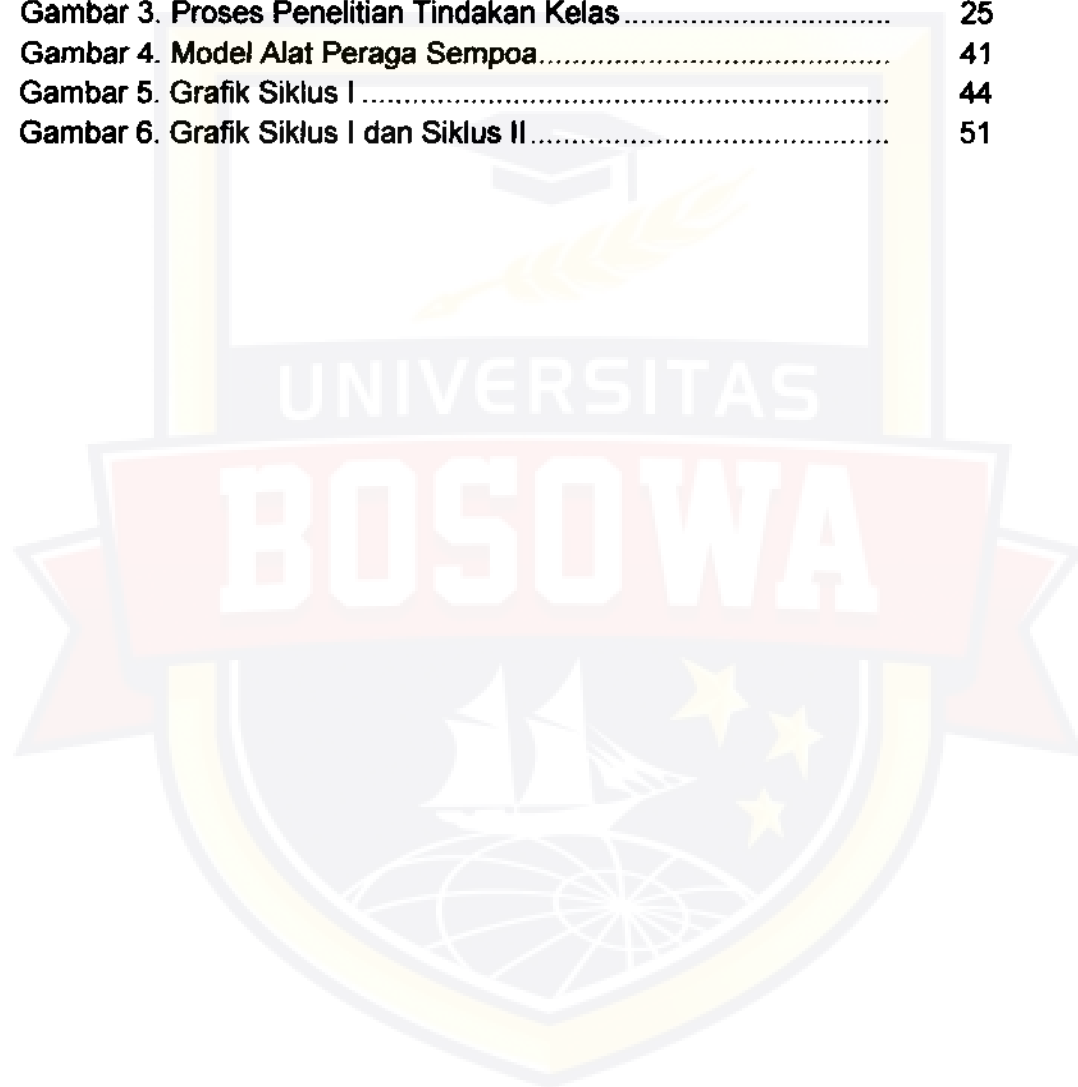 Gambar 3. Proses Penelitian Tindakan Kelas ................................ 25
Gambar 4. Model Alat Peraga Sempoa.......................................... 41
Gambar 5. Grafik Siklus I ................................................................ 44
Gambar 6. Grafik Siklus I dan Siklus II ........................................... 51
UNIVERSITAS
BOSOWA